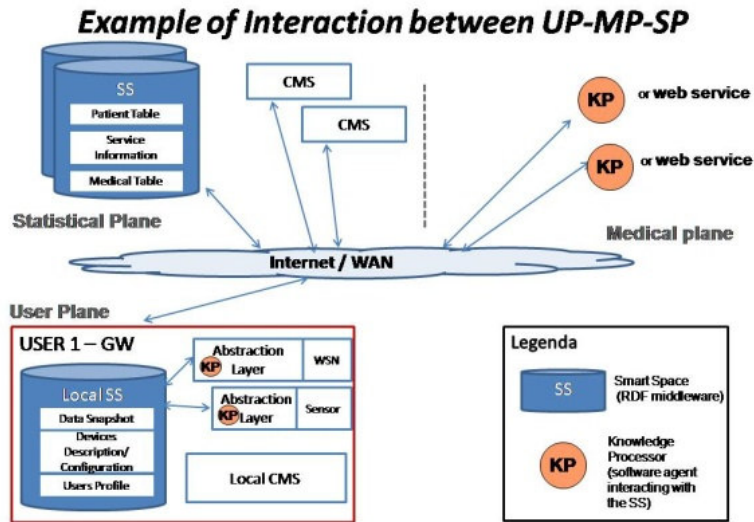 Example of Interaction between UP-MP-SP
SS
Patient Table
Service
Information
Medical Table
CMS
CMS
KP
or web service
KP
or web service
Statistical Plane
Medical plane
Internet / WAN
User Plane
USER 1 – GW
Local SS
Data Snapshot
Devices
Description/
Configuration
Users Profile
Abstraction
Layer
KP
WSN
Abstraction
Layer
KP
Sensor
Local CMS
Legenda
SS
Smart Space
(RDF middleware)
KP
Knowledge
Processor
(software agent
interacting with
the SS)